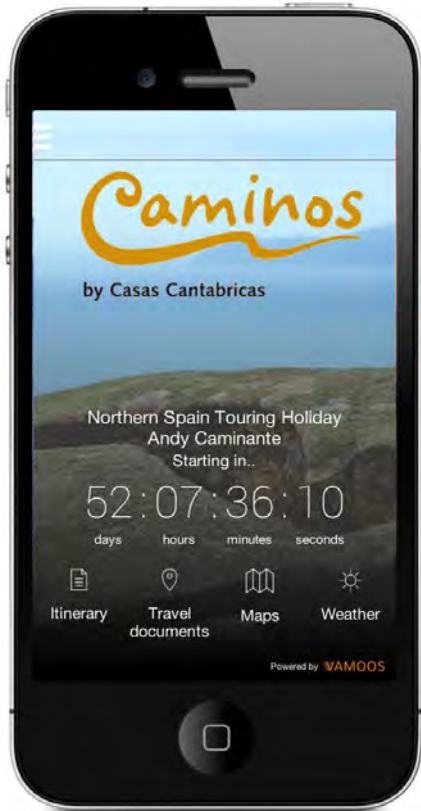 Caminos
by Casas Cantabricas
Northern Spain Touring Holiday
Andy Caminante
Starting in..
52:07:36:10
days hours minutes seconds
Itinerary Travel documents Maps Weather
Powered by VAMOOS